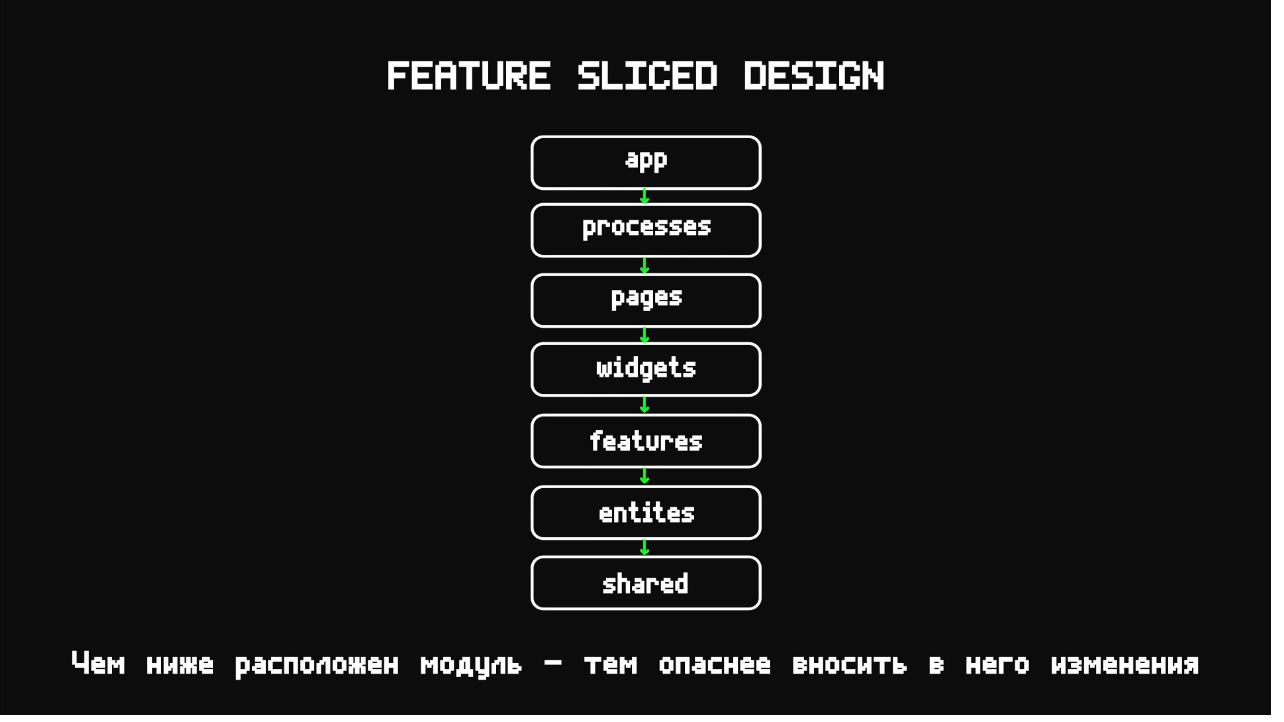 FEATURE SLICED DESIGN
app
processes
pages
widgets
features
entites
shared
Чем ниже расположен модуль – тем опаснее вносить в него изменения